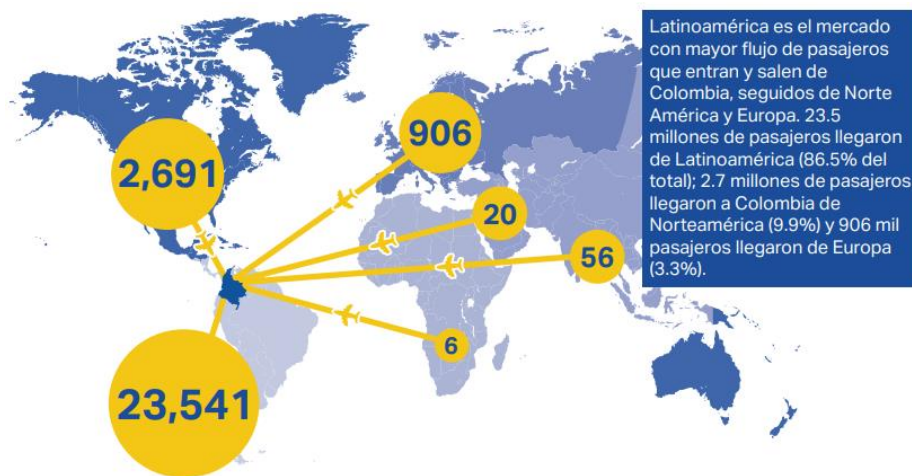 Latinoamérica es el mercado
con mayor flujo de pasajeros
que entran y salen de
Colombia, seguidos de Norte
América y Europa. 23.5
millones de pasajeros llegaron
de Latinoamérica (86.5% del
total); 2.7 millones de pasajeros
llegaron a Colombia de
Norteamérica (9.9%) y 906 mil
pasajeros llegaron de Europa
(3.3%).
906
2,691
20
56
6
23,541